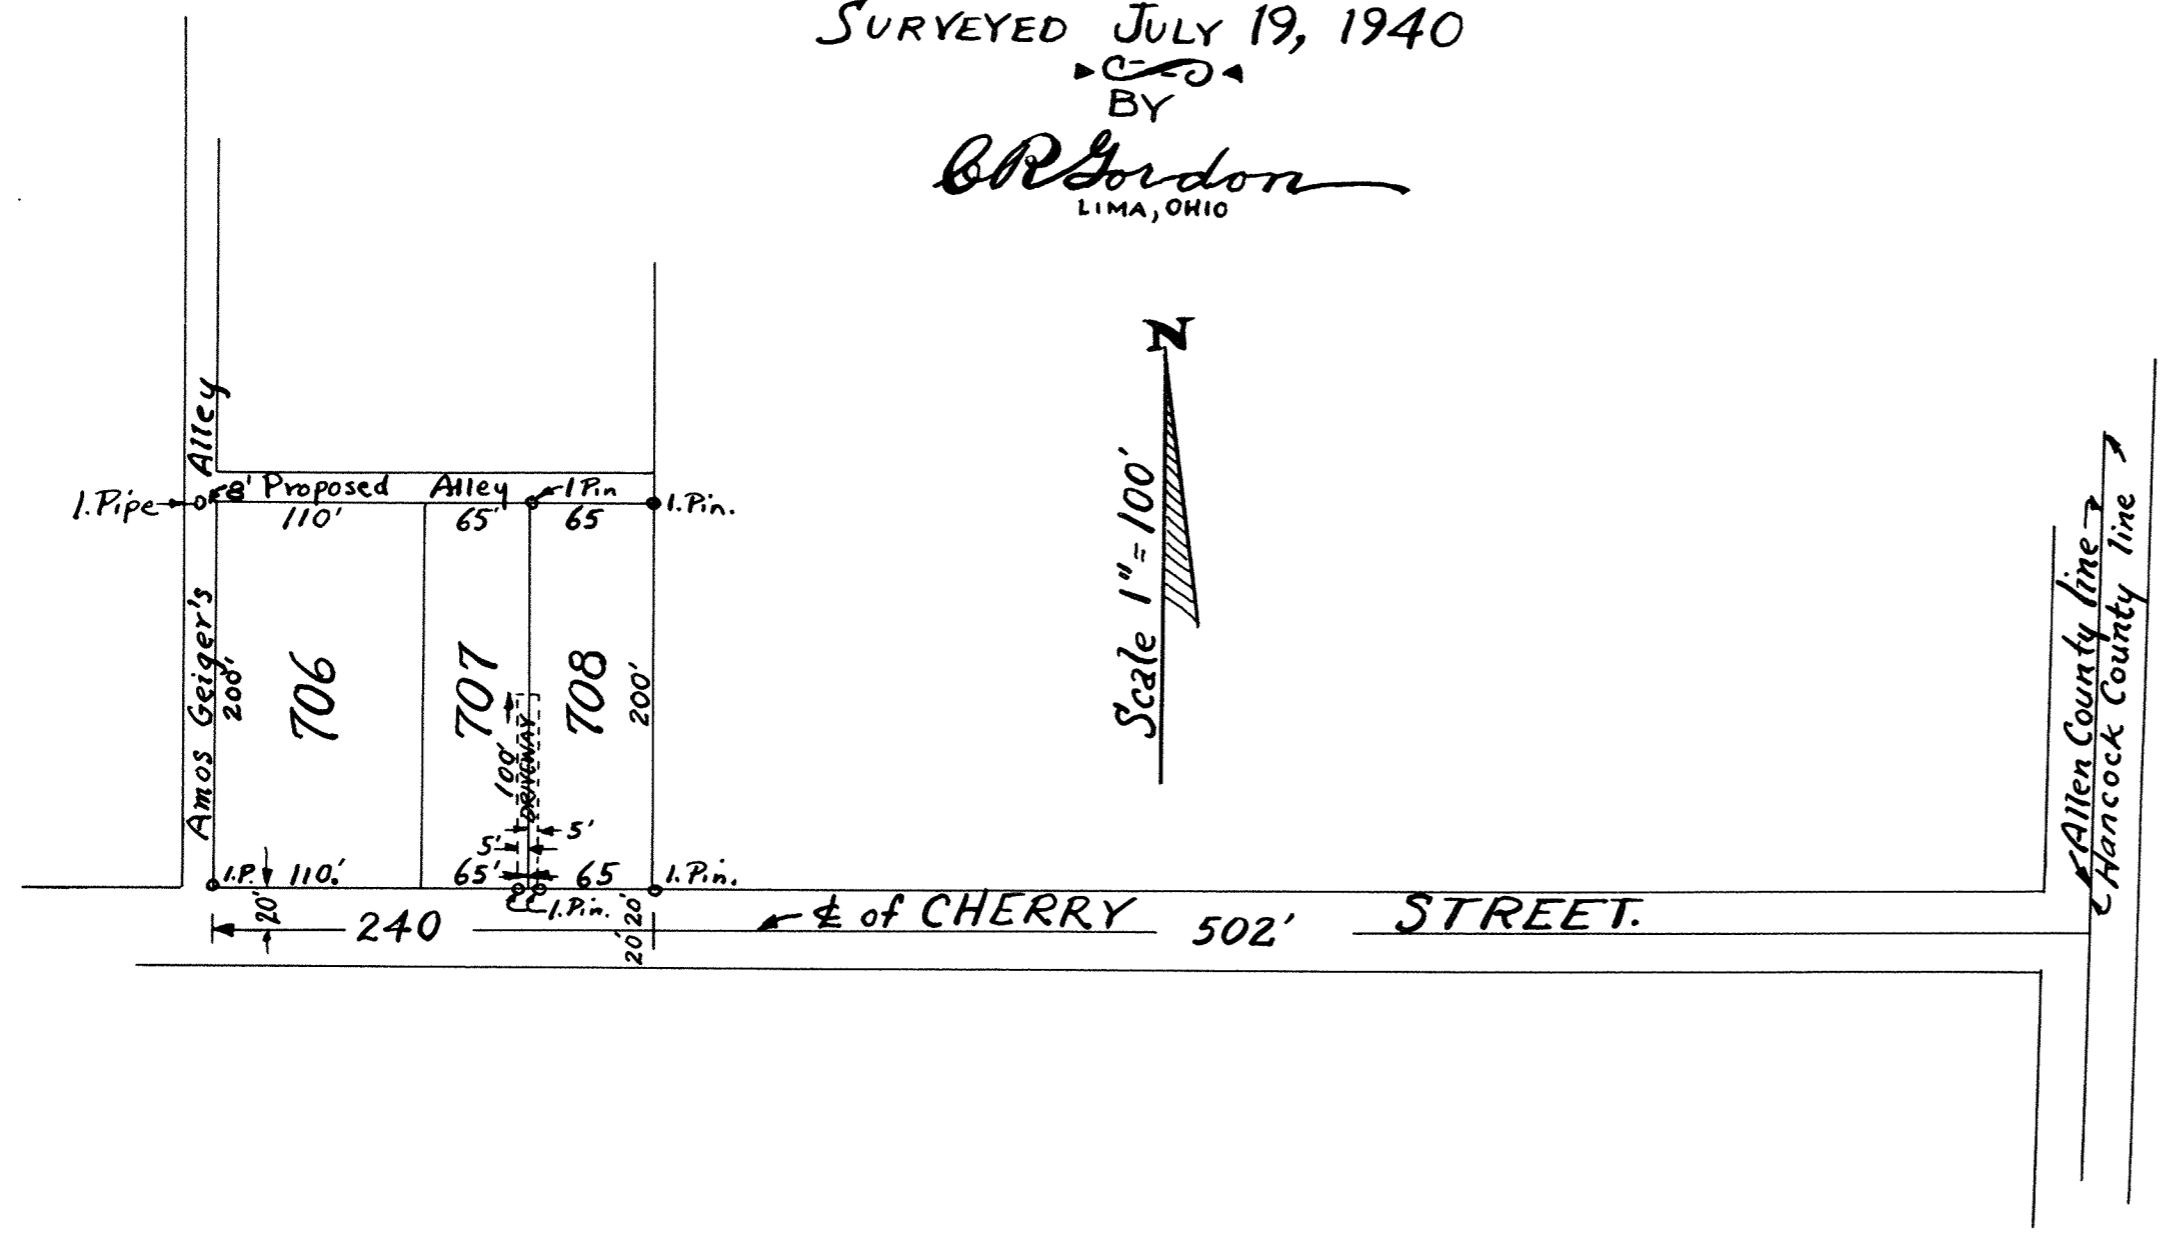 SURVEYED JULY 19, 1940
BY
CRGordon
LIMA, OHIO
N
Scale 1" = 100'
Amos Geiger's Alley
I. Pipe
8' Proposed Alley
I Pin
I. Pin.
110'
65'
65
200'
706
707
708
200'
100'
DRIVEWAY
5'
5'
I.P.
110.'
65'
65
I. Pin.
I. Pin.
20'
240
20'
20'
℄ of CHERRY STREET.
502'
Allen County line
Hancock County line